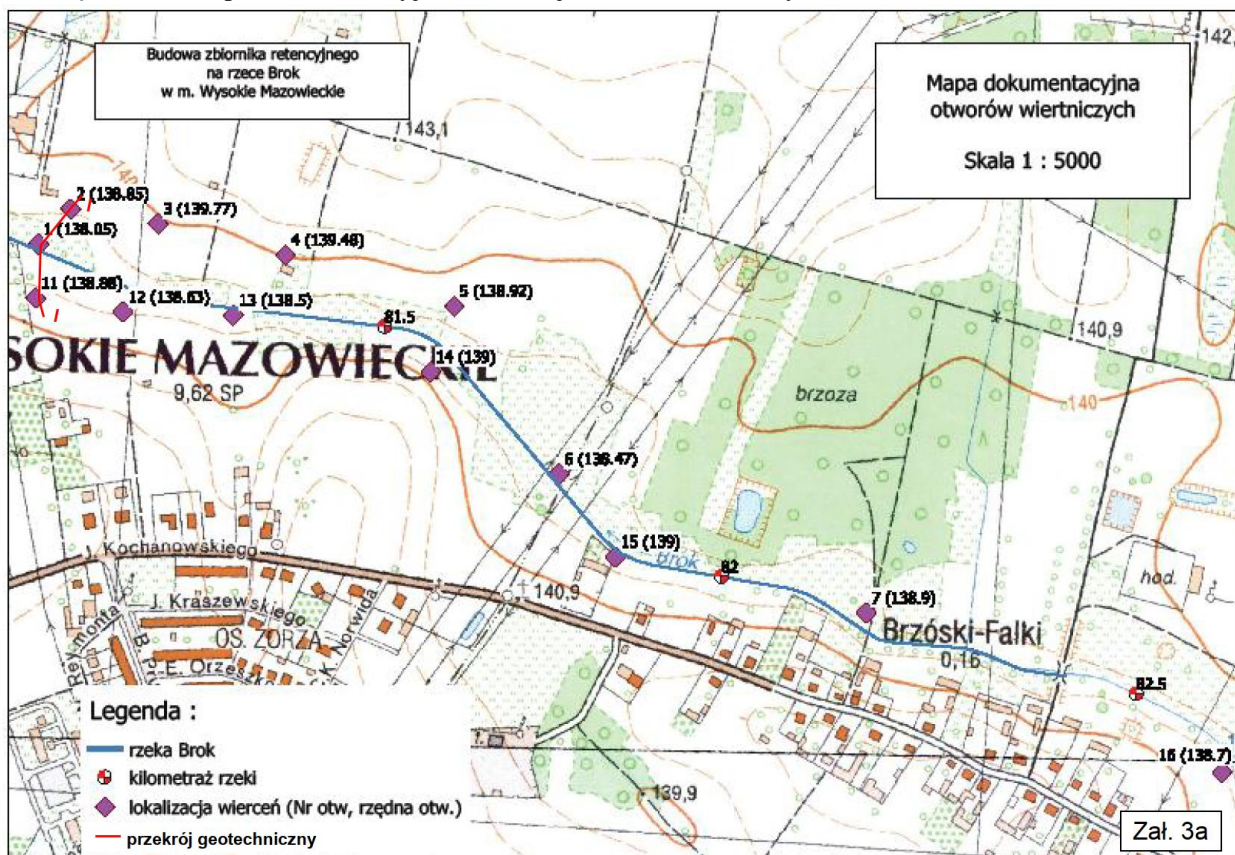 Budowa zbiornika retencyjnego
na rzece Brok
w m. Wysokie Mazowieckie
Mapa dokumentacyjna
otworów wiertniczych
Skala 1 : 5000
142,
143,1
2 (138.85)
I
3 (139.77)
1 (138.05)
4 (139.48)
11 (138.88)
I
12 (138.63)
13 (138.5)
81.5
5 (138.92)
140,9
SOKIE MAZOWIECKIE
9,62 SP
14 (139)
brzoza
140
6 (138.47)
15 (139)
Brok
82
J. Kochanowskiego
140,9
hod.
J. Kraszewskiego
7 (138.9)
OS. ZORZA
C.K. Norwida
Brzóski-Falki
0,16
82.5
16 (138.7)
139,9
Legenda :
rzeka Brok
kilometraż rzeki
lokalizacja wierceń (Nr otw, rzędna otw.)
przekrój geotechniczny
Zał. 3a